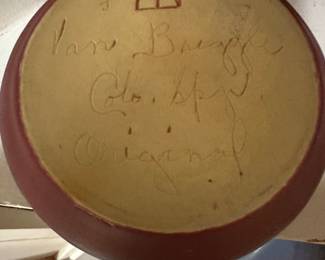 Van Briggle
Colo. Spgs.
Original